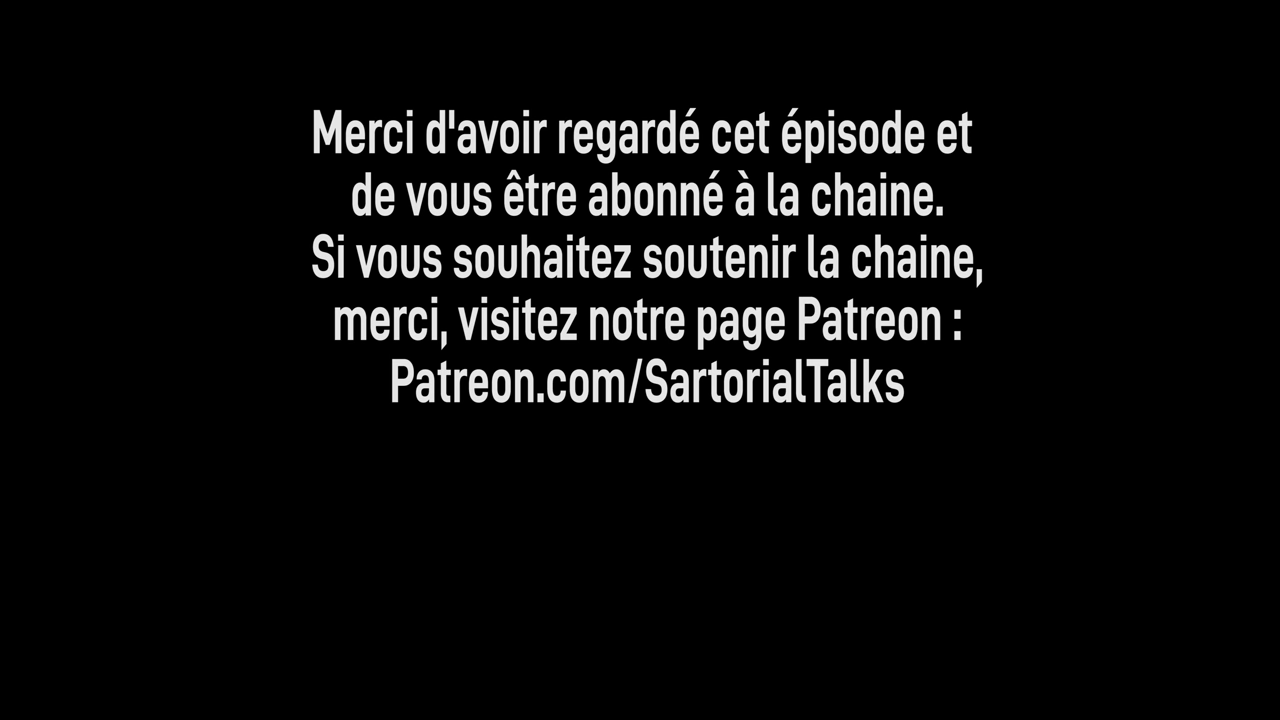 Merci d'avoir regardé cet épisode et
de vous être abonné à la chaine.
Si vous souhaitez soutenir la chaine,
merci, visitez notre page Patreon :
Patreon.com/SartorialTalks